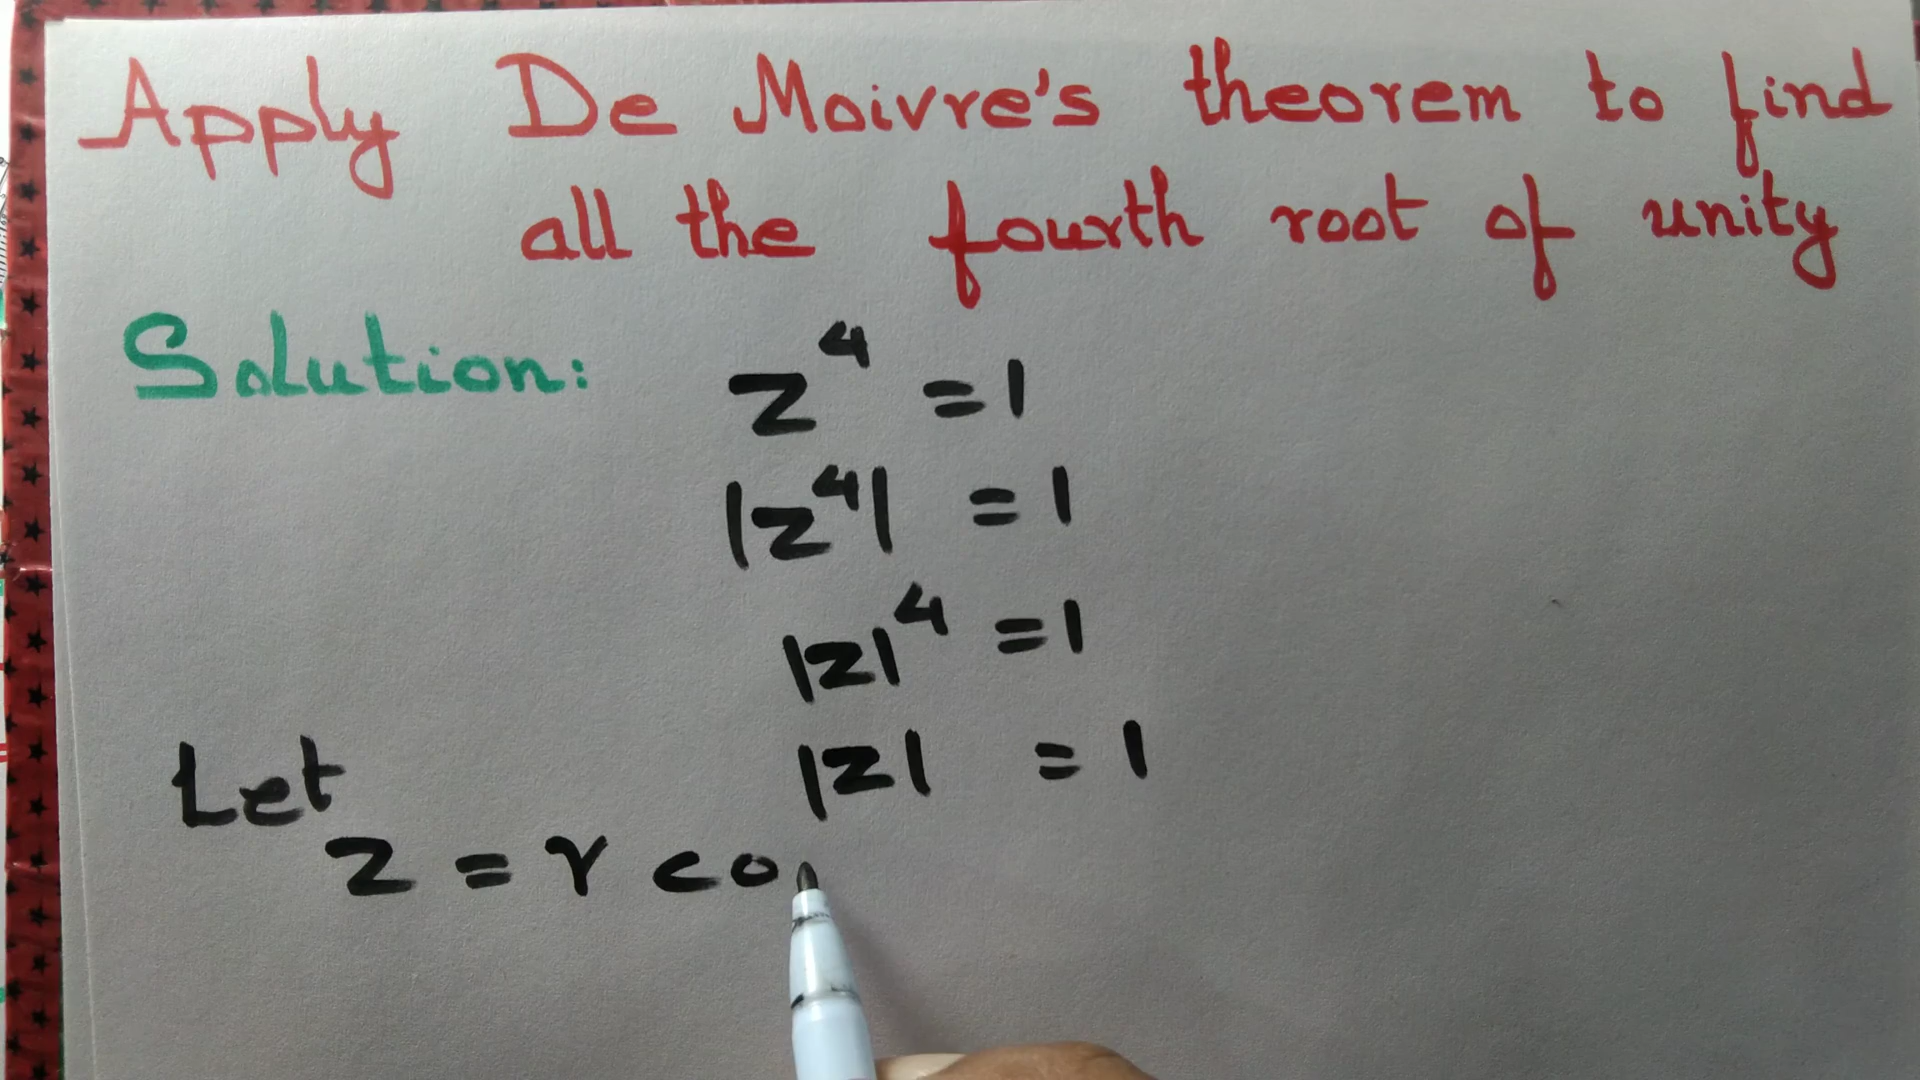 Apply De Moivre's theorem to find
all the fourth root of unity
Solution: z⁴ = 1
|z⁴| = 1
|z|⁴ = 1
|z| = 1
Let
z = r co